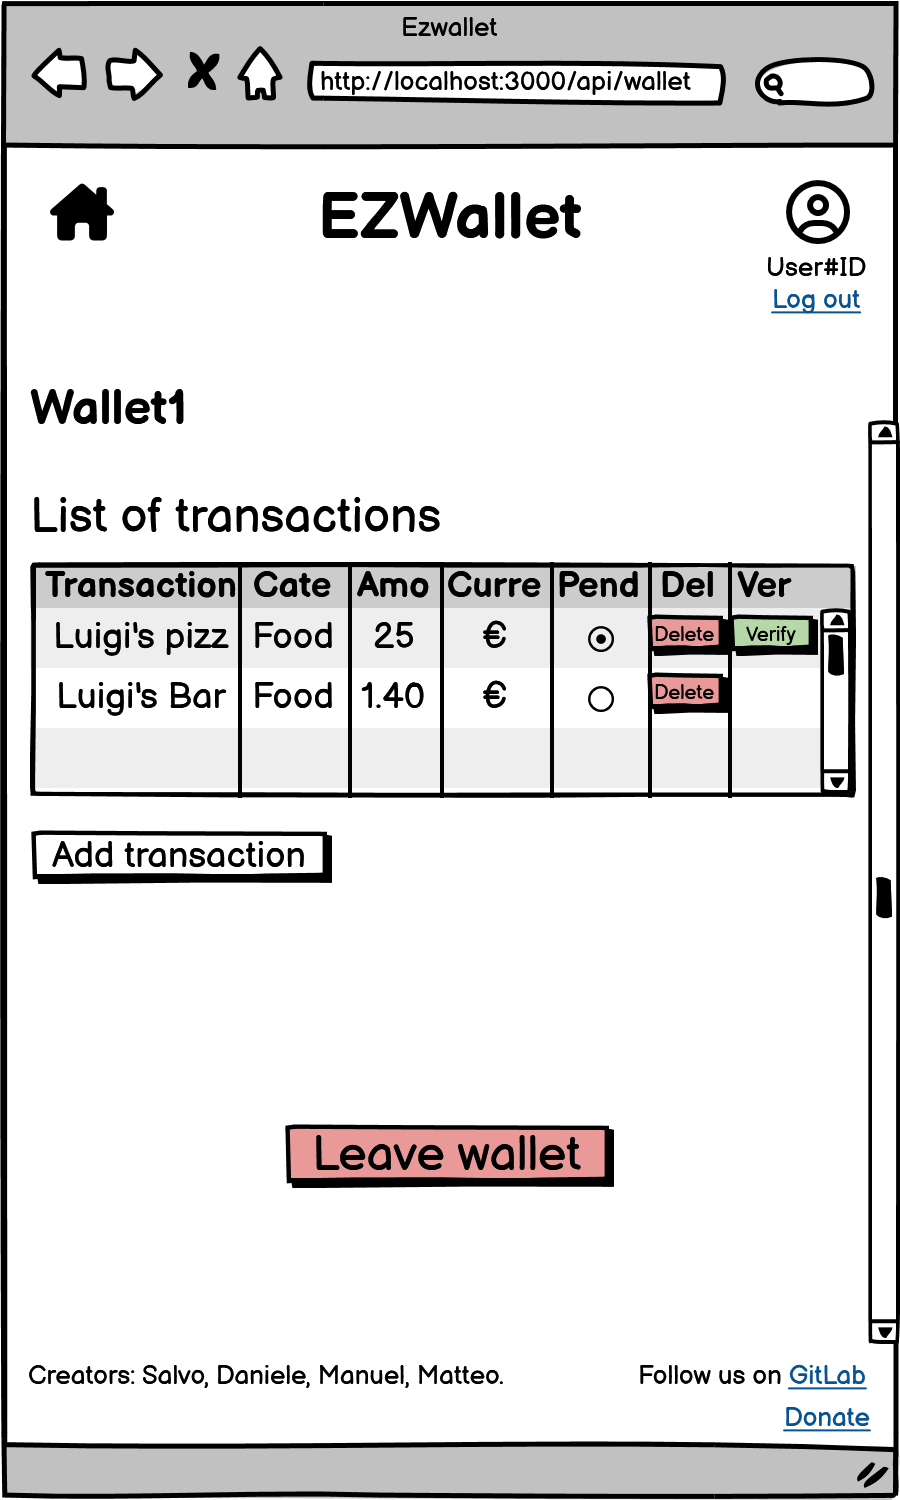 Ezwallet
http://localhost:3000/api/wallet
EZWallet
User#ID
Log out
Wallet1
List of transactions
Transaction Cate Amo Curre Pend Del Ver
Luigi's pizz Food 25 € Delete Verify
Luigi's Bar Food 1.40 € Delete
Add transaction
Leave wallet
Creators: Salvo, Daniele, Manuel, Matteo. Follow us on GitLab
Donate